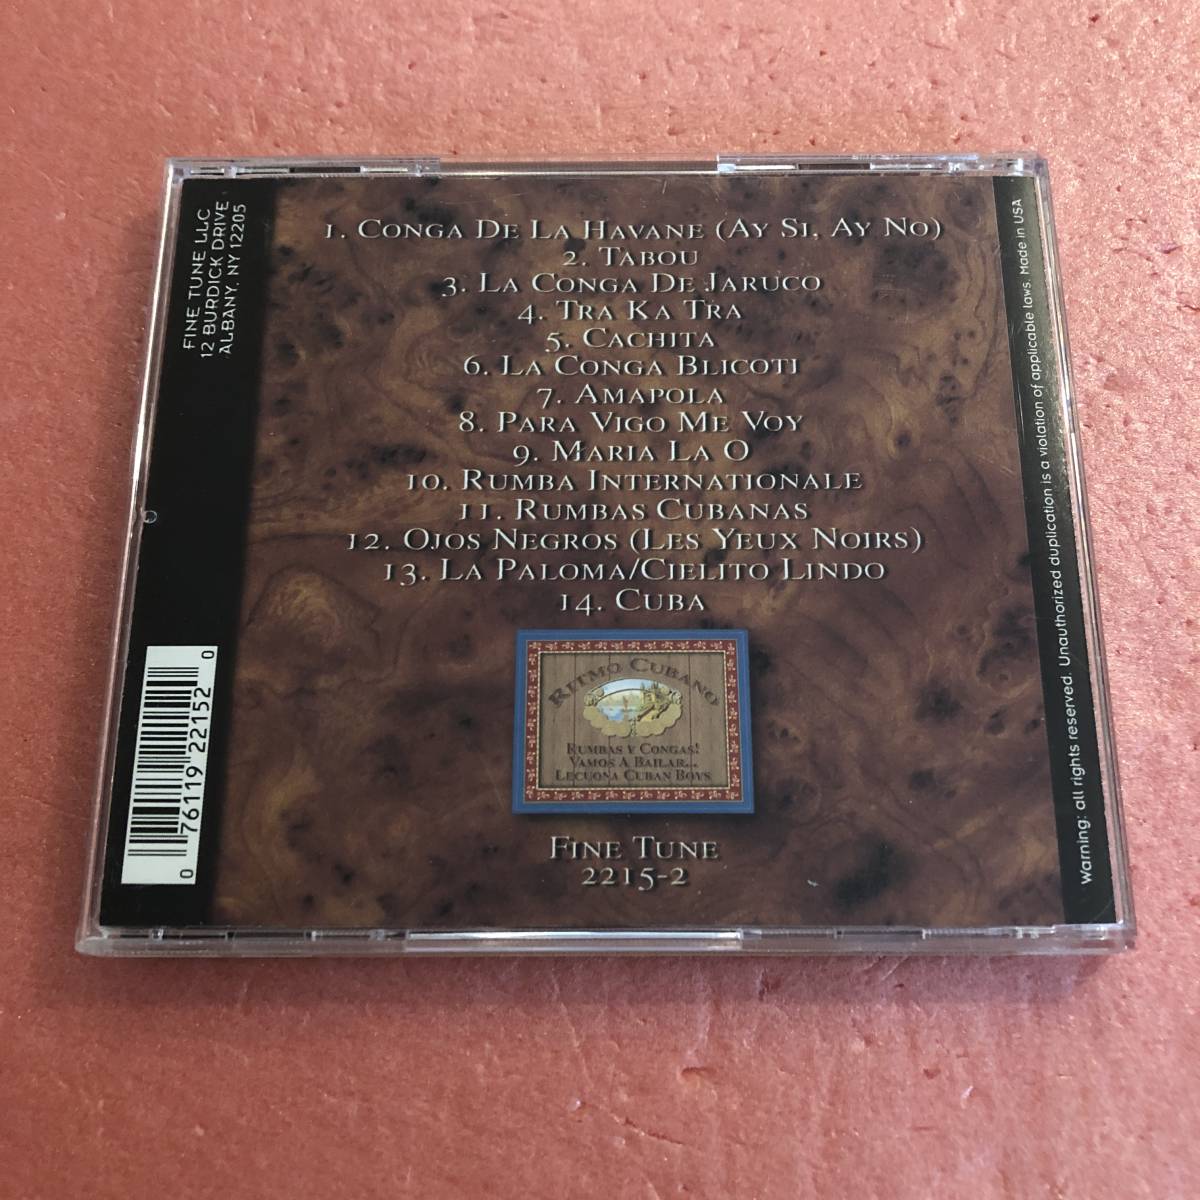 1. Conga De La Havane (Ay Si, Ay No)
2. Tabou
3. La Conga De Jaruco
4. Tra Ka Tra
5. Cachita
6. La Conga Blicoti
7. Amapola
8. Para Vigo Me Voy
9. Maria La O
10. Rumba Internationale
11. Rumbas Cubanas
12. Ojos Negros (Les Yeux Noirs)
13. La Paloma/Cielito Lindo
14. Cuba
Ritmo Cubano
Rumbas y Congas!
Vamos A Bailar...
Lecuona Cuban Boys
Fine Tune
2215-2
FINE TUNE LLC
12 BURDICK DRIVE
ALBANY, NY 12205
0 76119 22152 0
Warning: all rights reserved. Unauthorized duplication is a violation of applicable laws. Made in USA